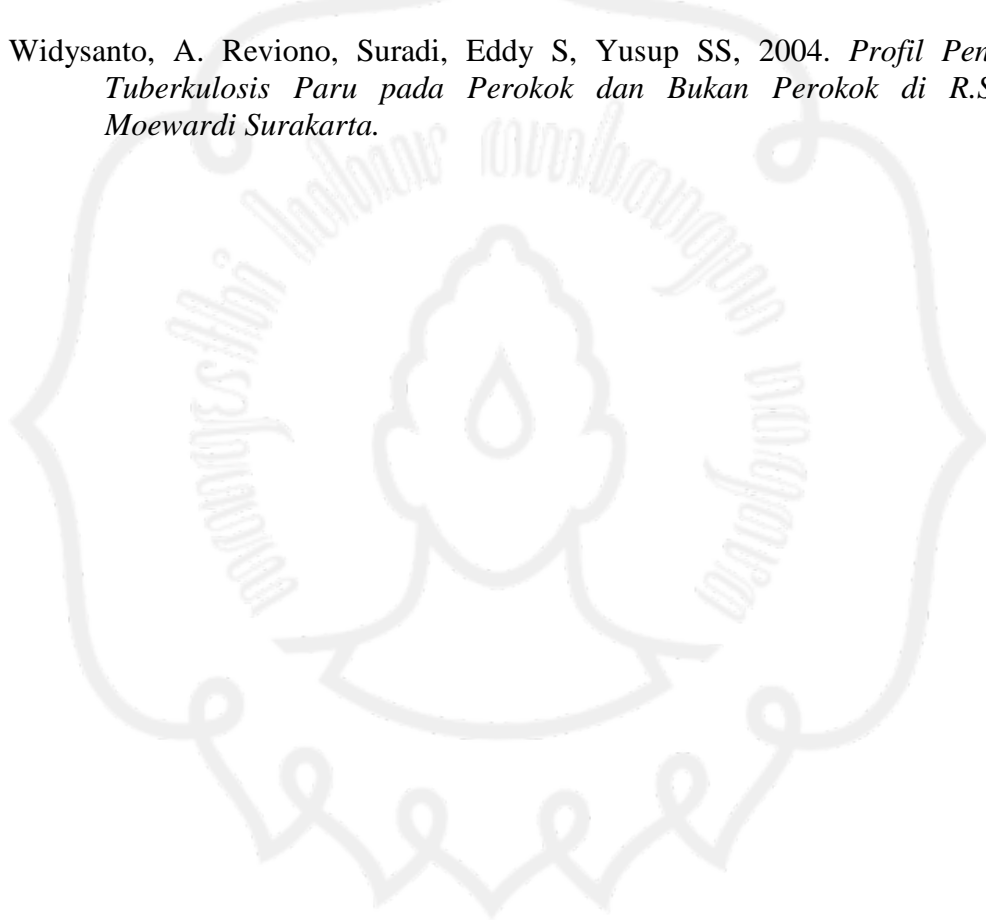 Widysanto, A. Reviono, Suradi, Eddy S, Yusup SS, 2004. Profil Pen
Tuberkulosis Paru pada Perokok dan Bukan Perokok di R.S
Moewardi Surakarta.